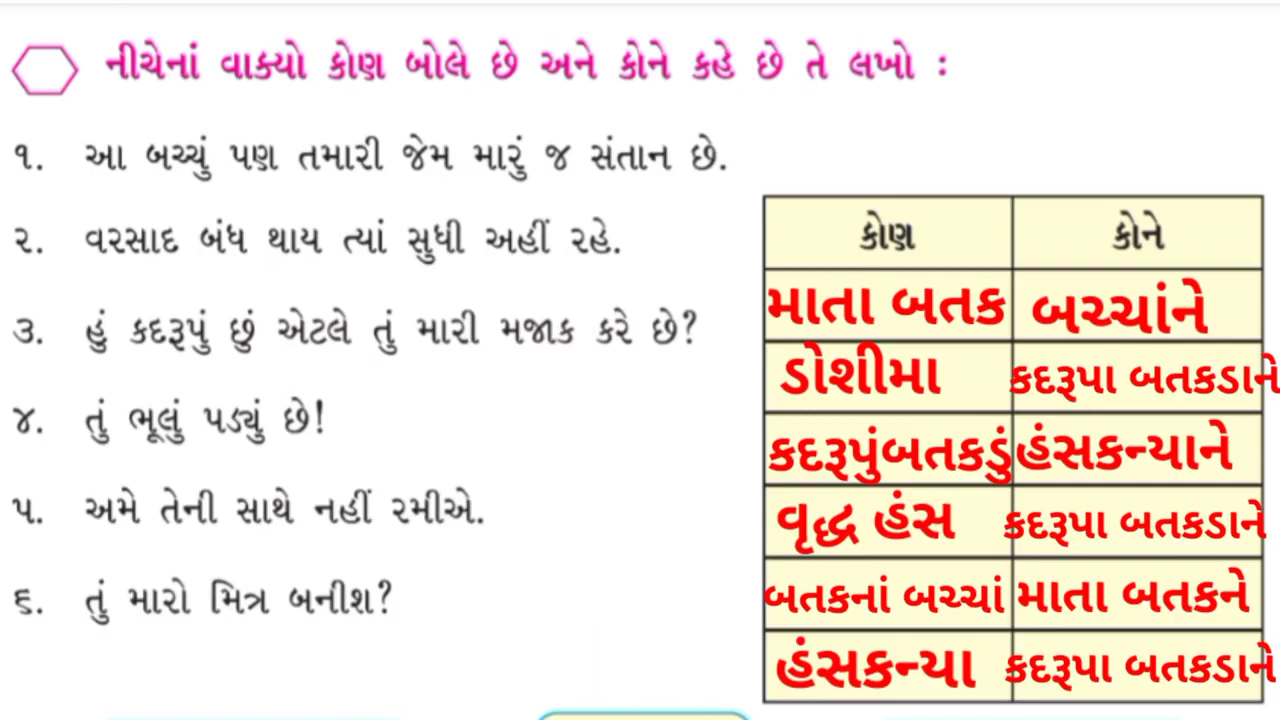 નીચેનાં વાક્યો કોણ બોલે છે અને કોને કહે છે તે લખો :
૧. આ બચ્ચું પણ તમારી જેમ મારું જ સંતાન છે.
૨. વરસાદ બંધ થાય ત્યાં સુધી અહીં રહે.
૩. હું કદરૂપું છું એટલે તું મારી મજાક કરે છે?
૪. તું ભૂલું પડ્યું છે!
૫. અમે તેની સાથે નહીં રમીએ.
૬. તું મારો મિત્ર બનીશ?
કોણ કોને
માતા બતક બચ્ચાંને
ડોશીમા કદરૂપા બતકડાને
કદરૂપુંબતકડું હંસકન્યાને
વૃદ્ધ હંસ કદરૂપા બતકડાને
બતકનાં બચ્ચાં માતા બતકને
હંસકન્યા કદરૂપા બતકડાને